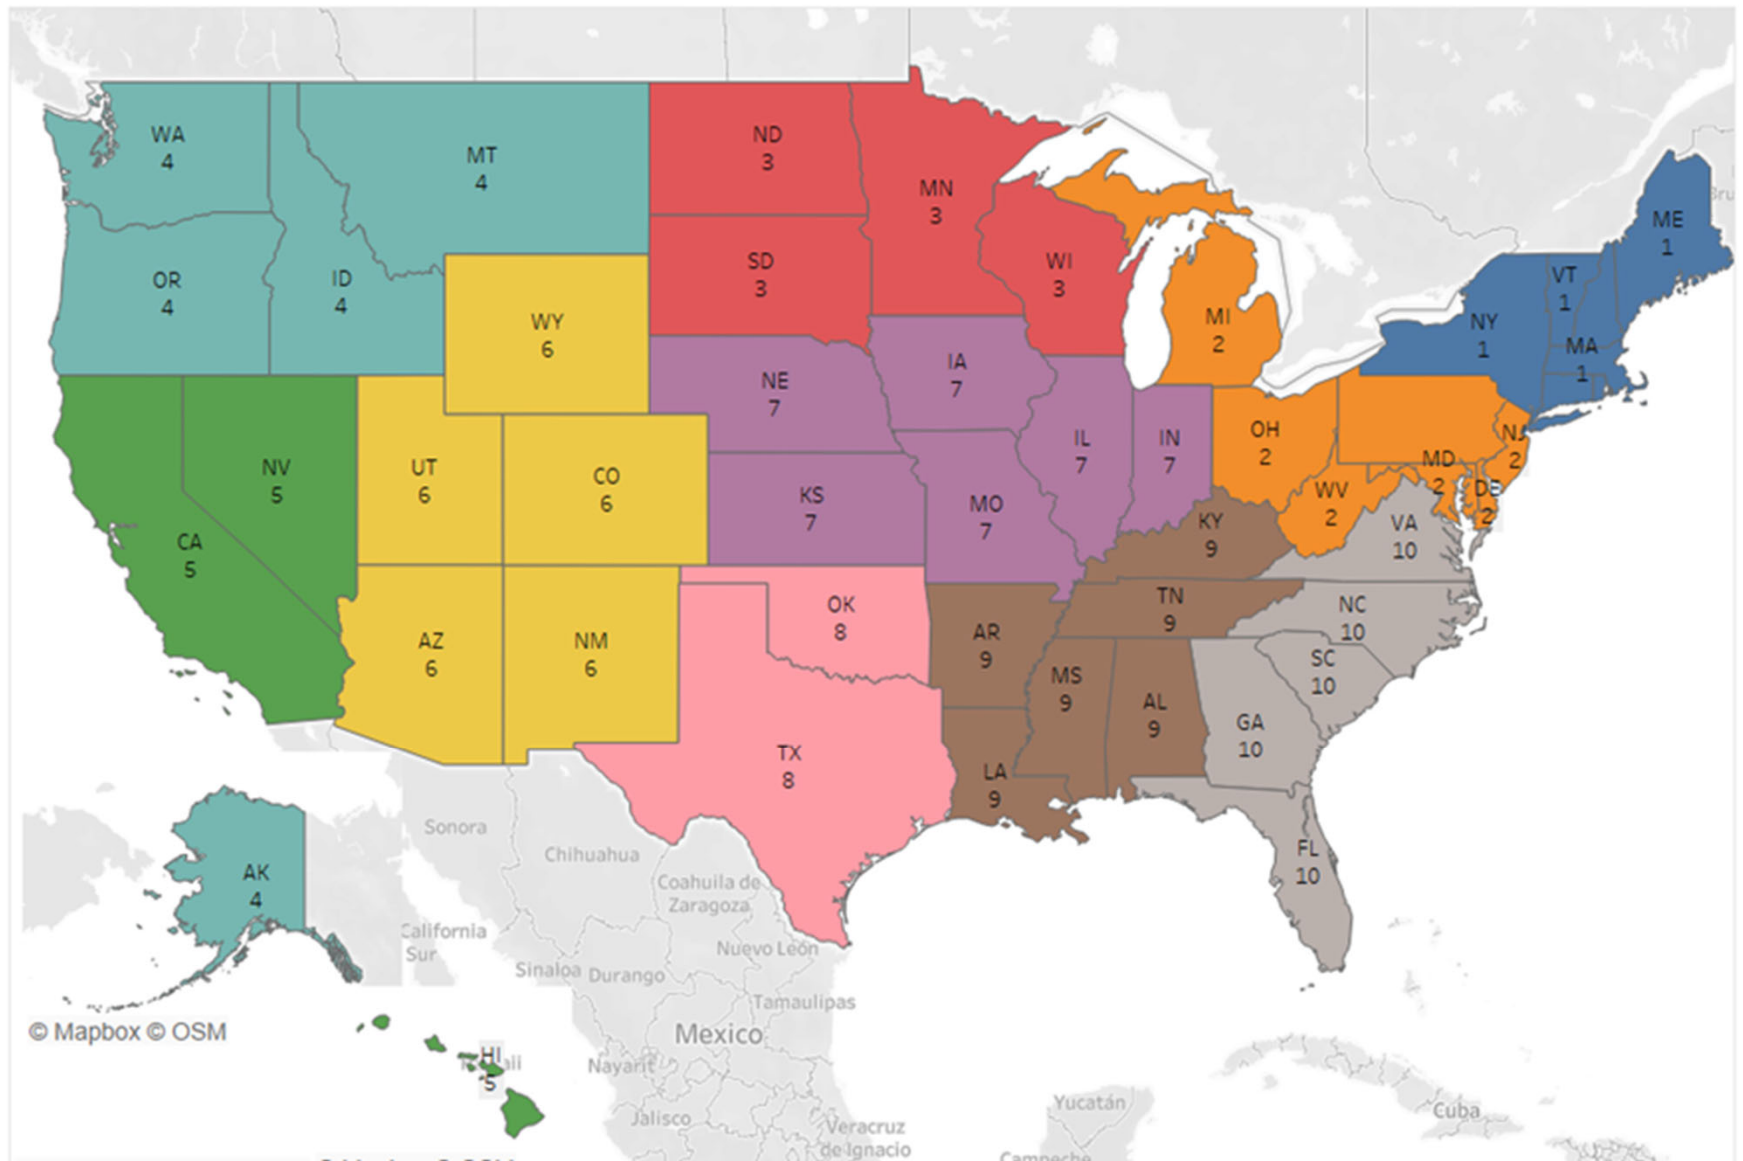 WA
4
MT
4
ND
3
MN
3
ME
1
OR
4
ID
4
SD
3
WI
3
VT
1
NY
1
MA
1
WY
6
MI
2
IA
7
NE
7
NV
5
UT
6
CO
6
KS
7
MO
7
IL
7
IN
7
OH
2
NJ
2
MD
2
DE
2
WV
2
VA
10
KY
9
CA
5
AZ
6
NM
6
OK
8
AR
9
TN
9
NC
10
SC
10
MS
9
AL
9
GA
10
TX
8
LA
9
FL
10
AK
4
Sonora
Chihuahua
Coahuila de
Zaragoza
California
Sur
Nuevo León
Sinaloa
Durango
Tamaulipas
© Mapbox © OSM
Mexico
HI
5
Nayarit
Jalisco
Yucatán
Cuba
Veracruz
de Ignacio
Campeche